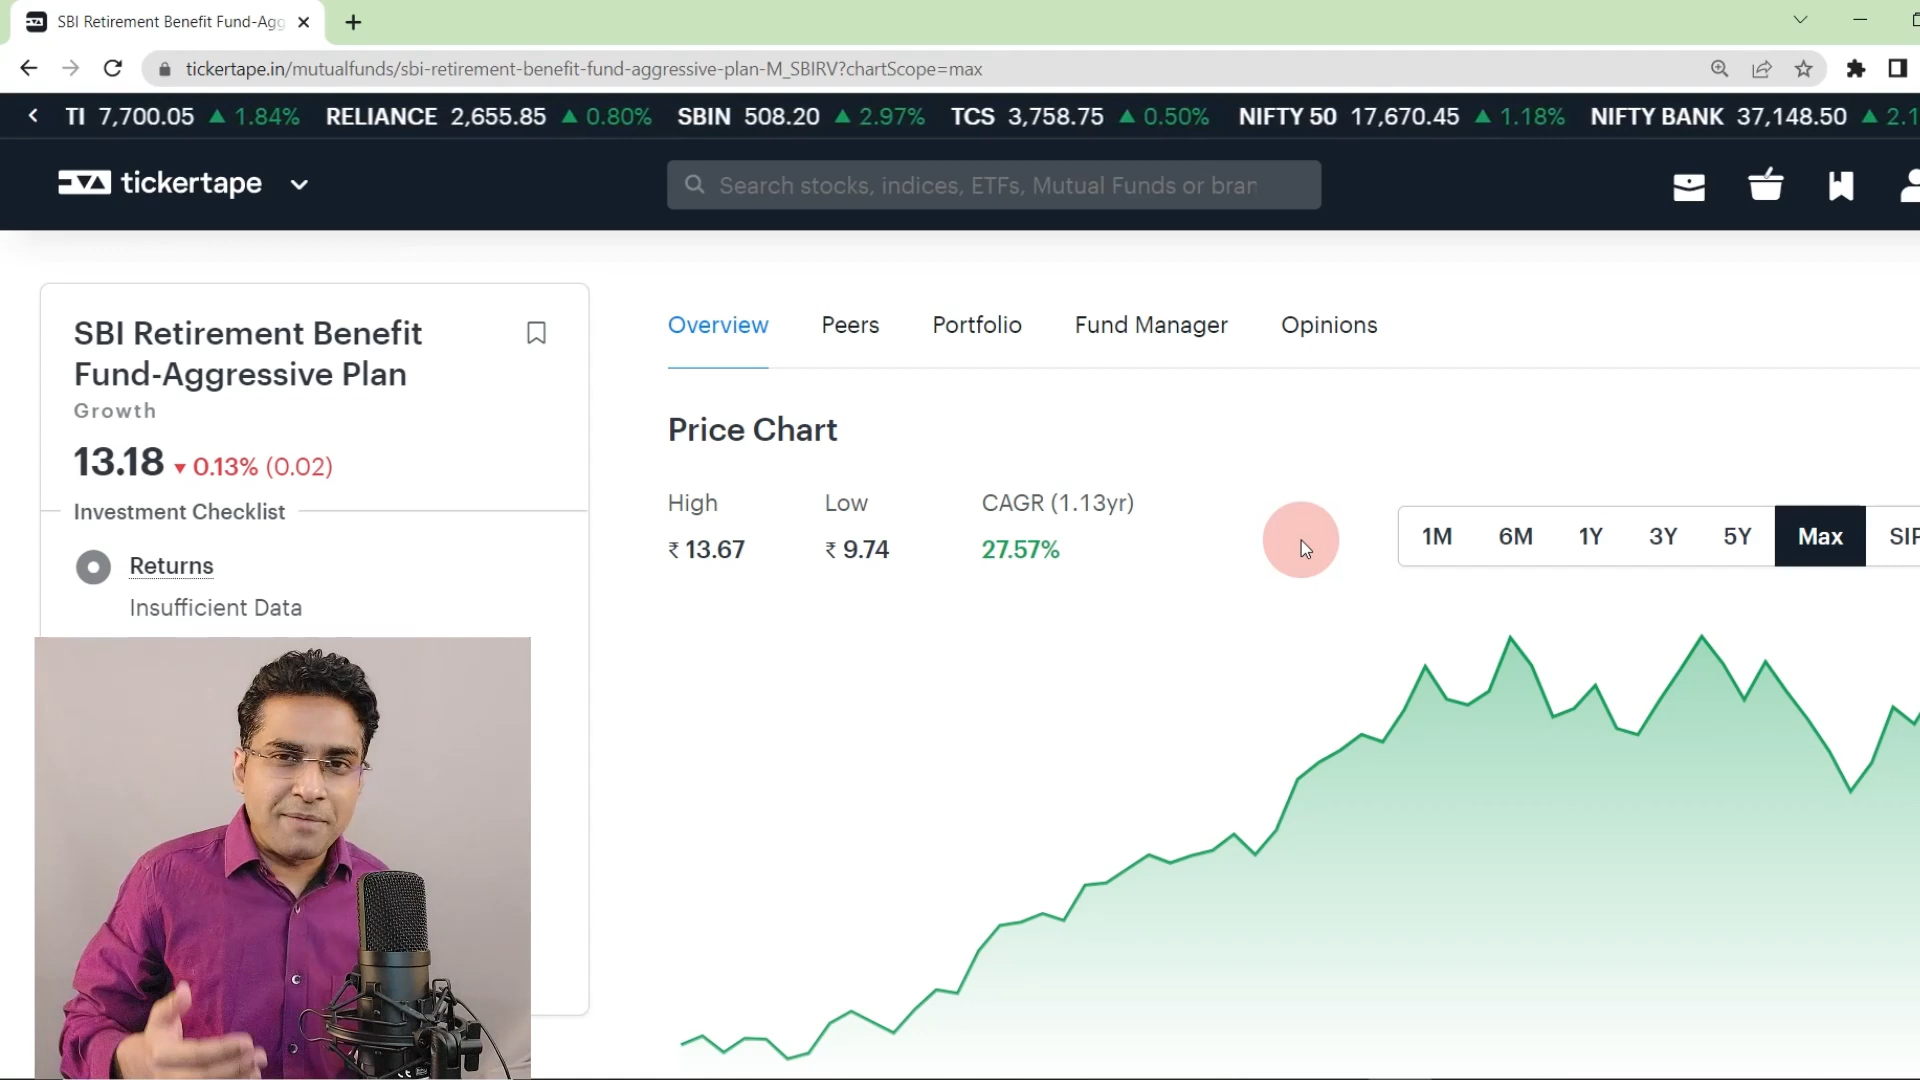 SBI Retirement Benefit Fund-Agg
tickertape.in/mutualfunds/sbi-retirement-benefit-fund-aggressive-plan-M_SBIRV?chartScope=max
TI 7,700.05 ▲ 1.84% RELIANCE 2,655.85 ▲ 0.80% SBIN 508.20 ▲ 2.97% TCS 3,758.75 ▲ 0.50% NIFTY 50 17,670.45 ▲ 1.18% NIFTY BANK 37,148.50 ▲ 2.1
tickertape
Search stocks, indices, ETFs, Mutual Funds or bran
SBI Retirement Benefit
Fund-Aggressive Plan
Growth
13.18 ▼ 0.13% (0.02)
Investment Checklist
Returns
Insufficient Data
Overview Peers Portfolio Fund Manager Opinions
Price Chart
High Low CAGR (1.13yr)
₹ 13.67 ₹ 9.74 27.57%
1M 6M 1Y 3Y 5Y Max SIP